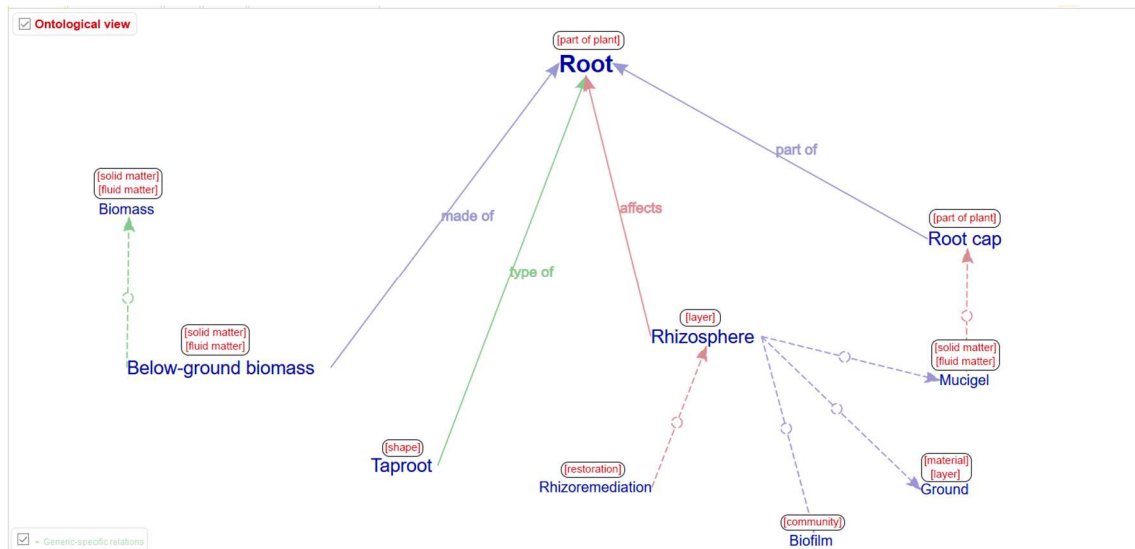 Ontological view
[part of plant]
Root
part of
[solid matter]
[fluid matter]
Biomass
made of
affects
[part of plant]
Root cap
type of
[layer]
Rhizosphere
[solid matter]
[fluid matter]
Below-ground biomass
[solid matter]
[fluid matter]
Mucigel
[shape]
Taproot
[restoration]
Rhizoremediation
[material]
[layer]
Ground
[community]
Biofilm
Generic-specific relations